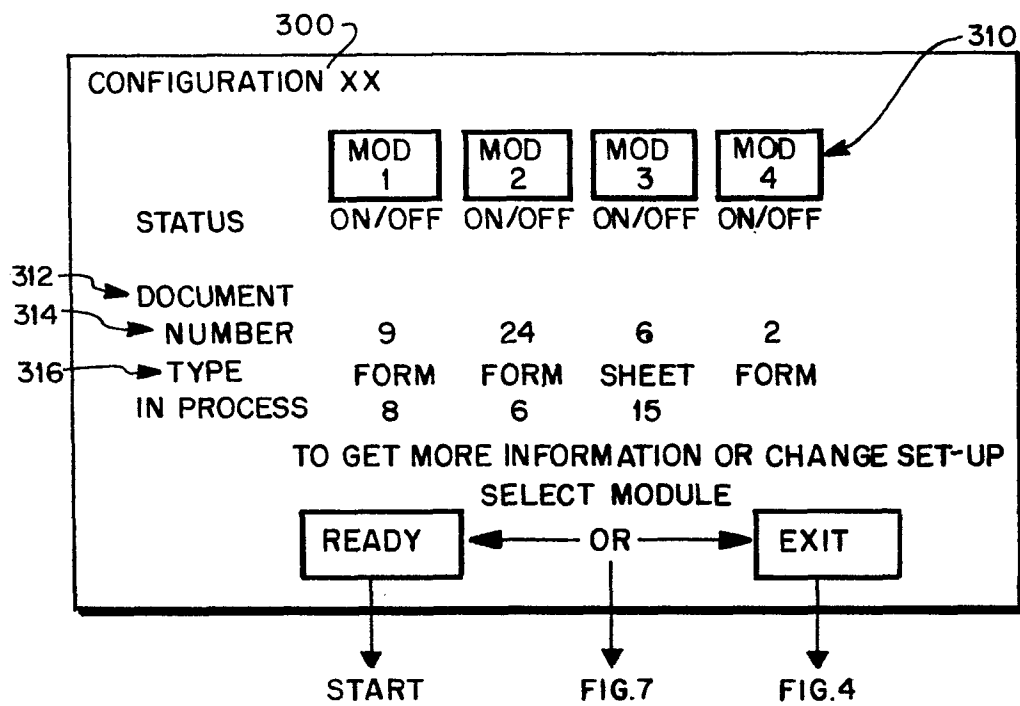 300
310
CONFIGURATION XX
MOD 1 MOD 2 MOD 3 MOD 4
STATUS ON/OFF ON/OFF ON/OFF ON/OFF
312
DOCUMENT
314
NUMBER 9 24 6 2
316
TYPE FORM FORM SHEET FORM
IN PROCESS 8 6 15
TO GET MORE INFORMATION OR CHANGE SET-UP
SELECT MODULE
READY OR EXIT
START FIG.7 FIG.4